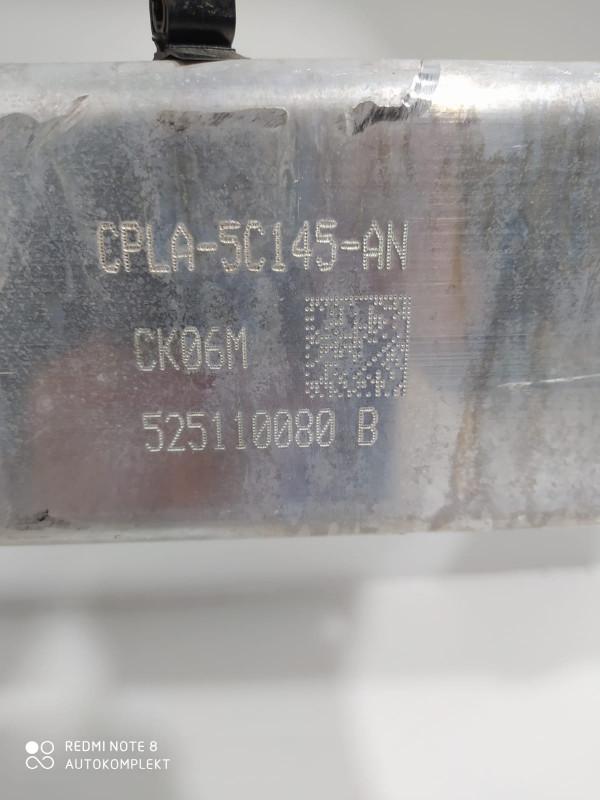 CPLA-5C145-AN
CK06M
525110080 B
REDMI NOTE 8
AUTOKOMPLEKT